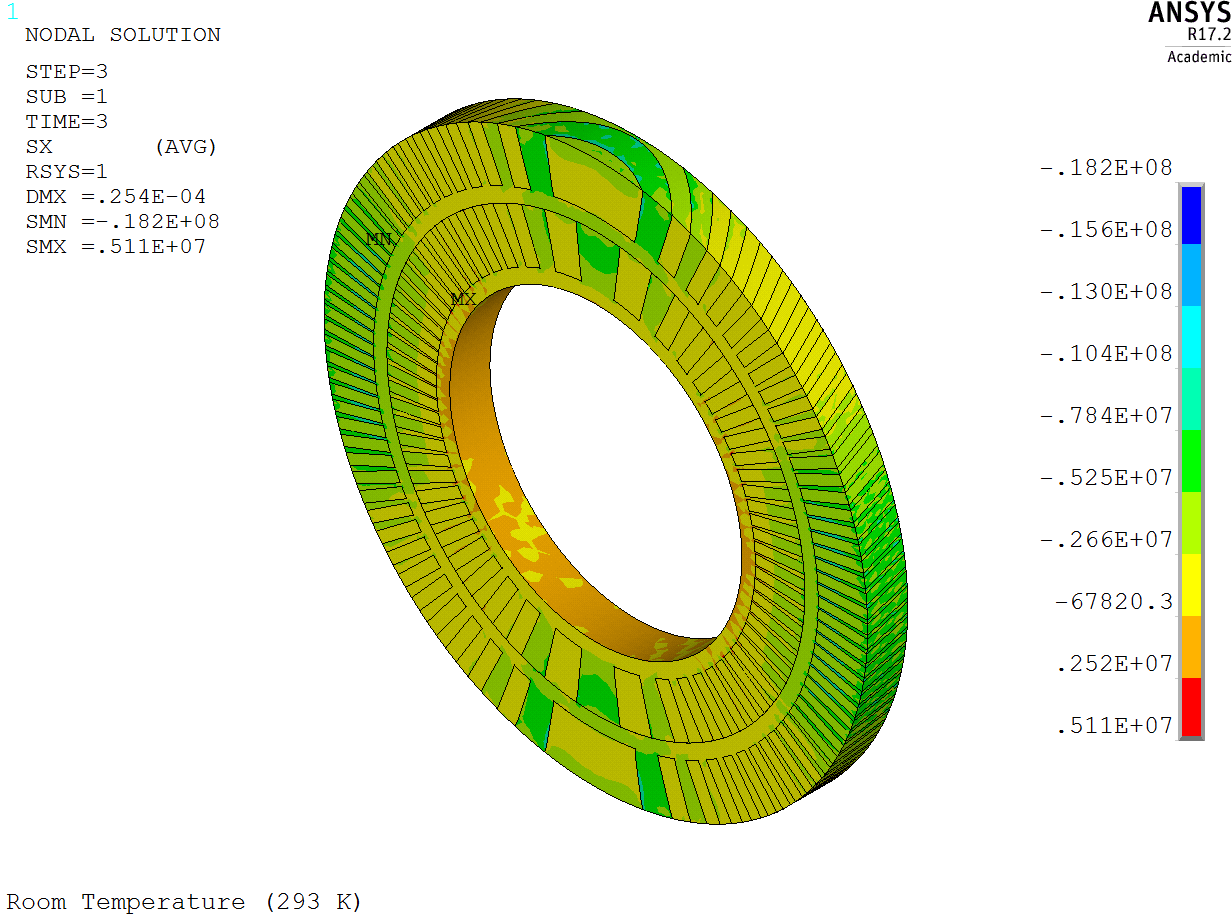 1
NODAL SOLUTION
STEP=3
SUB =1
TIME=3
SX (AVG)
RSYS=1
DMX =.254E-04
SMN =-.182E+08
SMX =.511E+07
ANSYS
R17.2
Academic
MN
MX
-.182E+08
-.156E+08
-.130E+08
-.104E+08
-.784E+07
-.525E+07
-.266E+07
-67820.3
.252E+07
.511E+07
Room Temperature (293 K)